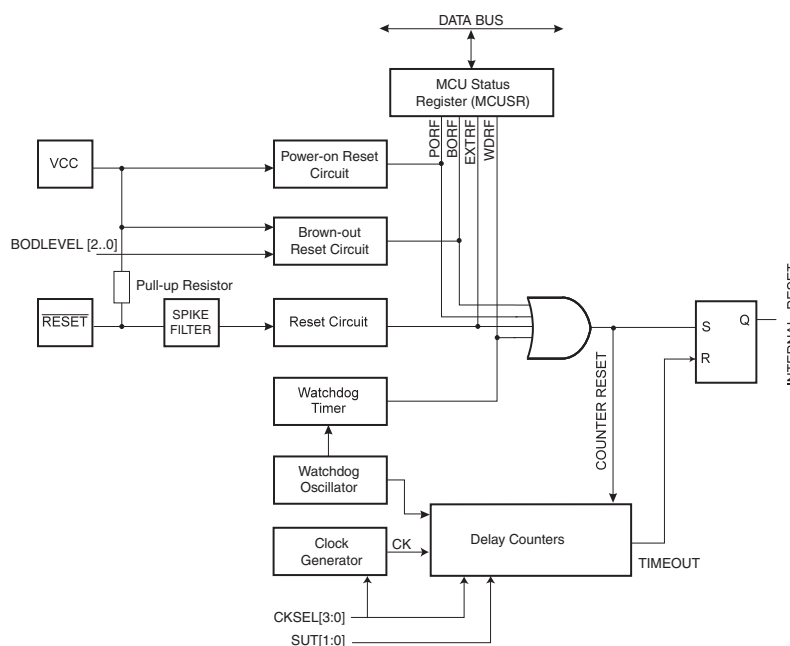 DATA BUS
MCU Status
Register (MCUSR)
PORF
BORF
EXTRF
WDRF
VCC
Power-on Reset
Circuit
BODLEVEL [2..0]
Brown-out
Reset Circuit
Pull-up Resistor
RESET
SPIKE
FILTER
Reset Circuit
S
Q
R
INTERNAL RESET
COUNTER RESET
Watchdog
Timer
Watchdog
Oscillator
Clock
Generator
CK
Delay Counters
TIMEOUT
CKSEL[3:0]
SUT[1:0]